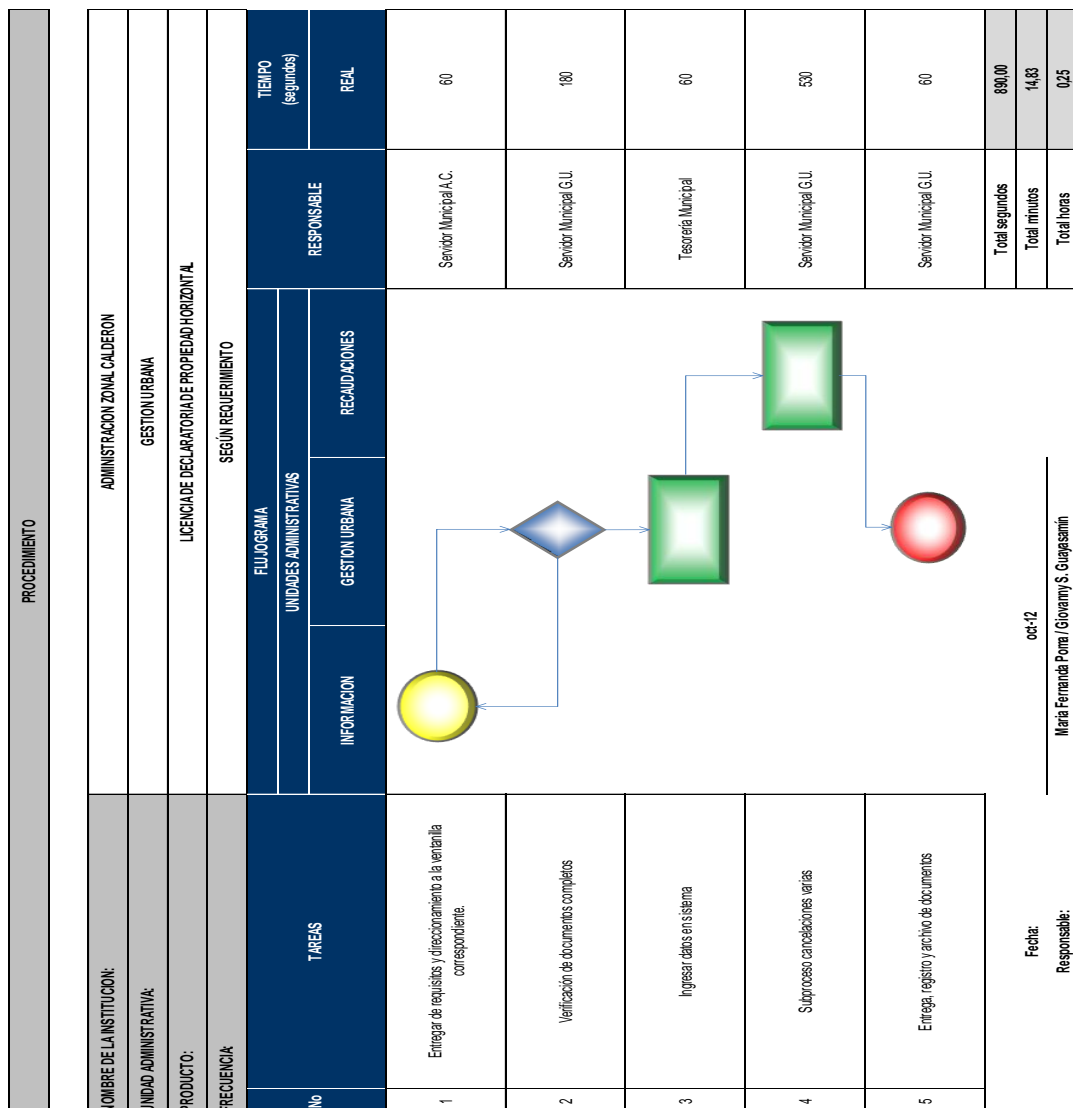 PROCEDIMIENTO
NOMBRE DE LA INSTITUCION: ADMINISTRACION ZONAL CALDERON
UNIDAD ADMINISTRATIVA: GESTION URBANA
PRODUCTO: LICENCIA DE DECLARATORIA DE PROPIEDAD HORIZONTAL
FRECUENCIA: SEGÚN REQUERIMIENTO
No
TAREAS
FLUJOGRAMA
UNIDADES ADMINISTRATIVAS
INFORMACION
GESTION URBANA
RECAUDACIONES
RESPONSABLE
TIEMPO
(segundos)
REAL
1
Entregar de requisitos y direccionamiento a la ventanilla
correspondiente.
Servidor Municipal A.C.
60
2
Verificación de documentos completos
Servidor Municipal G.U.
180
3
Ingresar datos en sistema
Tesorería Municipal
60
4
Subproceso cancelaciones varias
Servidor Municipal G.U.
530
5
Entrega, registro y archivo de documentos
Servidor Municipal G.U.
60
Total segundos 890,00
Fecha: oct-12
Total minutos 14,83
Responsable: Maria Fernanda Poma / Giovanny S. Guayasamin
Total horas 0,25